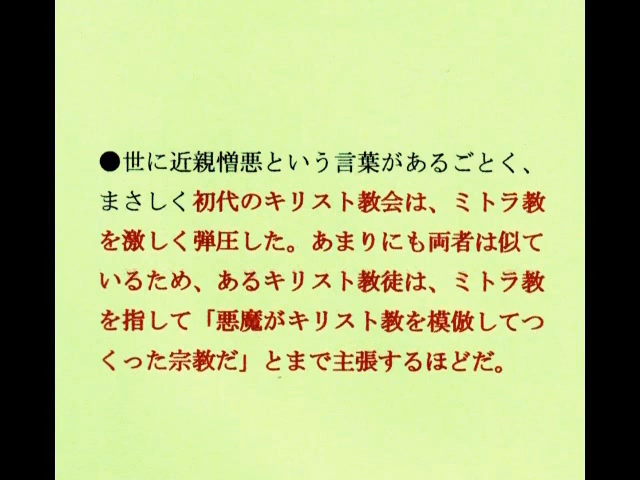 ●世に近親憎悪という言葉があるごとく、
まさしく初代のキリスト教会は、ミトラ教
を激しく弾圧した。あまりにも両者は似て
いるため、あるキリスト教徒は、ミトラ教
を指して「悪魔がキリスト教を模倣してつ
くった宗教だ」とまで主張するほどだ。